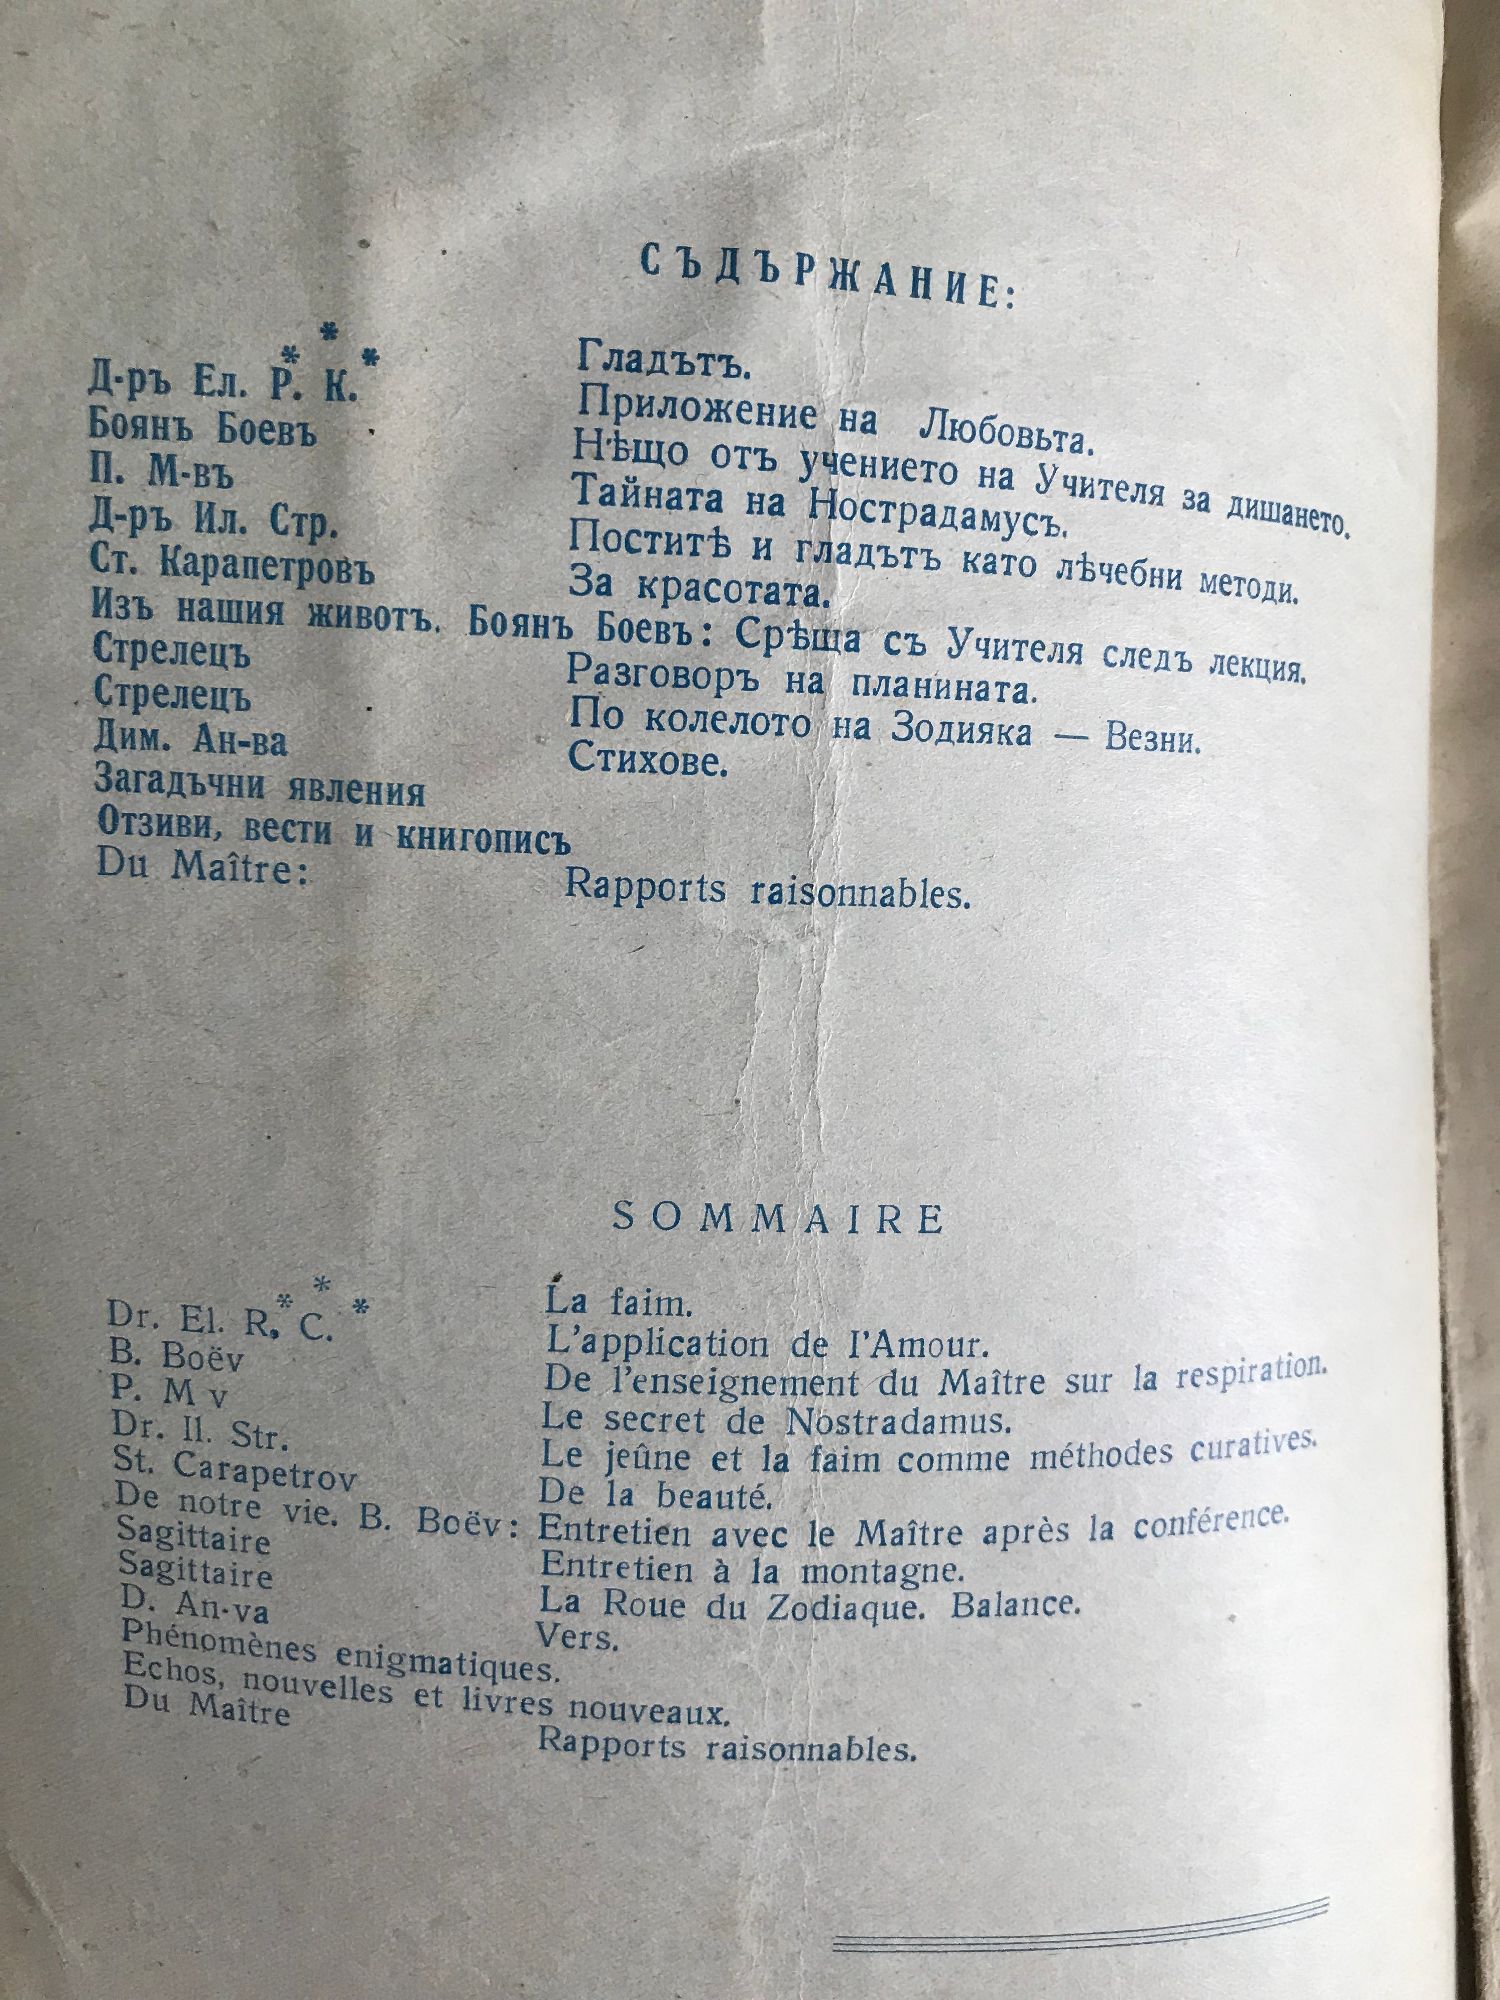 СЪДЪРЖАНИЕ:
* * * Гладътъ.
Д-ръ Ел. Р. К. Приложение на Любовьта.
Боянъ Боевъ Нѣщо отъ учението на Учителя за дишането.
П. М-въ Тайната на Нострадамусъ.
Д-ръ Ил. Стр. Поститѣ и гладътъ като лѣчебни методи.
Ст. Карапетровъ За красотата.
Изъ нашия животъ. Боянъ Боевъ: Срѣща съ Учителя следъ лекция.
Стрелецъ Разговоръ на планината.
Стрелецъ По колелото на Зодияка — Везни.
Дим. Ан-ва Стихове.
Загадъчни явления
Отзиви, вести и книгописъ
Du Maître: Rapports raisonnables.
SOMMAIRE
* * * La faim.
Dr. El. R. C. L'application de l'Amour.
B. Boëv De l'enseignement du Maître sur la respiration.
P. M v Le secret de Nostradamus.
Dr. Il. Str. Le jeûne et la faim comme méthodes curatives.
St. Carapetrov De la beauté.
De notre vie. B. Boëv: Entretien avec le Maître après la conférence.
Sagittaire Entretien à la montagne.
Sagittaire La Roue du Zodiaque. Balance.
D. An-va Vers.
Phénomènes enigmatiques.
Echos, nouvelles et livres nouveaux.
Du Maître Rapports raisonnables.